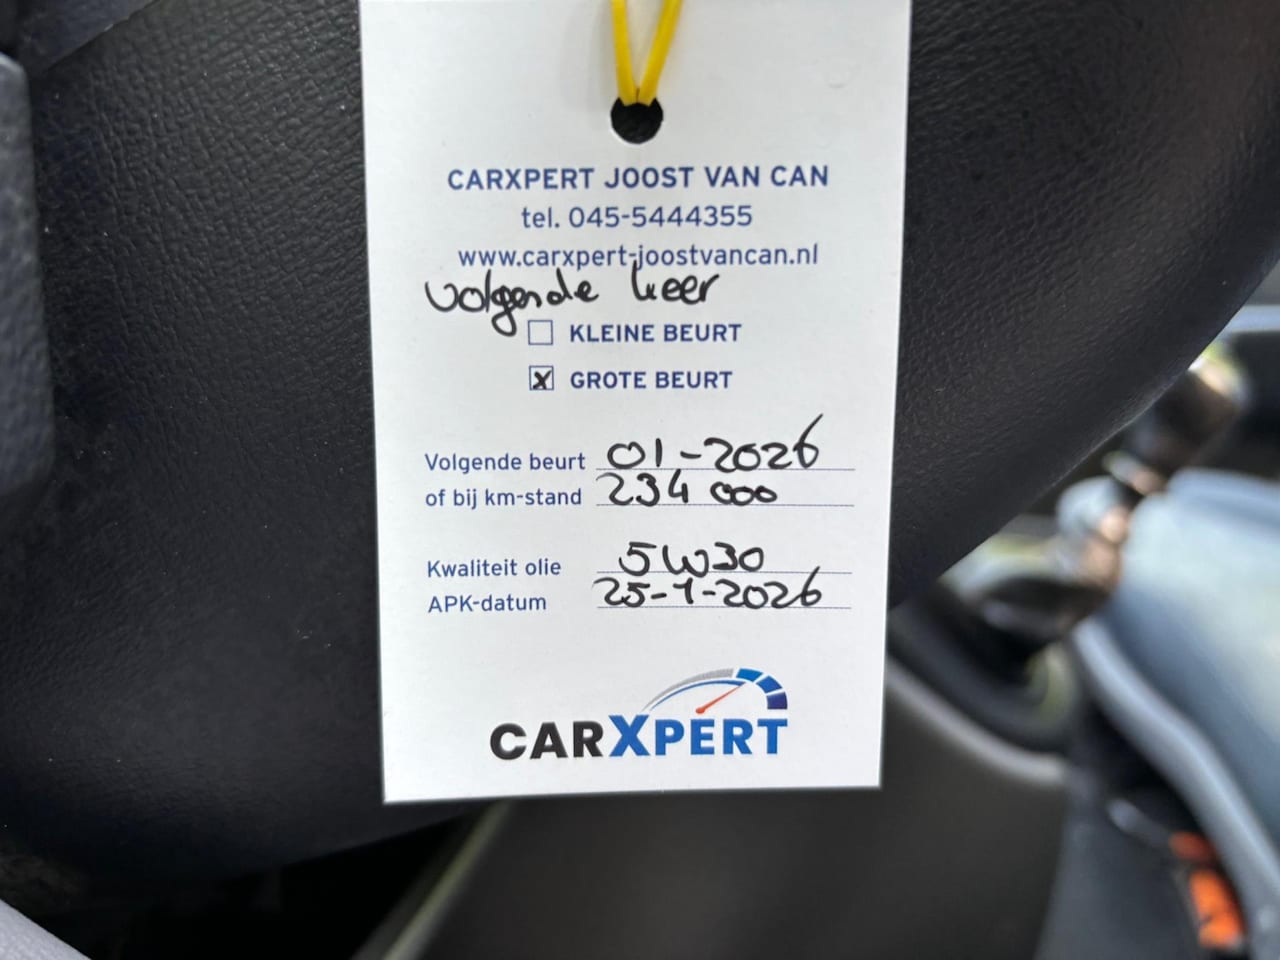 CARXPERT JOOST VAN CAN
tel. 045-5444355
www.carxpert-joostvancan.nl
volgende keer
KLEINE BEURT
x GROTE BEURT
Volgende beurt 01-2026
of bij km-stand 234 000
Kwaliteit olie 5W30
APK-datum 25-1-2026
CARXPERT